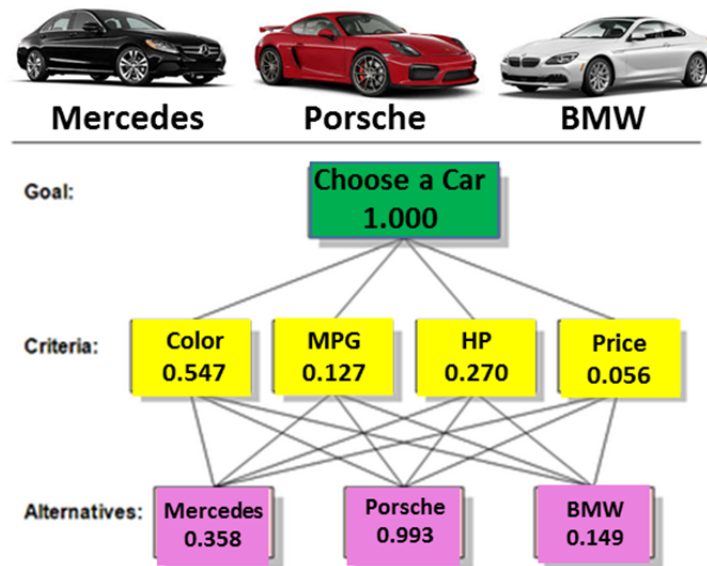 Mercedes Porsche BMW
Goal:
Choose a Car
1.000
Criteria:
Color
0.547
MPG
0.127
HP
0.270
Price
0.056
Alternatives:
Mercedes
0.358
Porsche
0.993
BMW
0.149